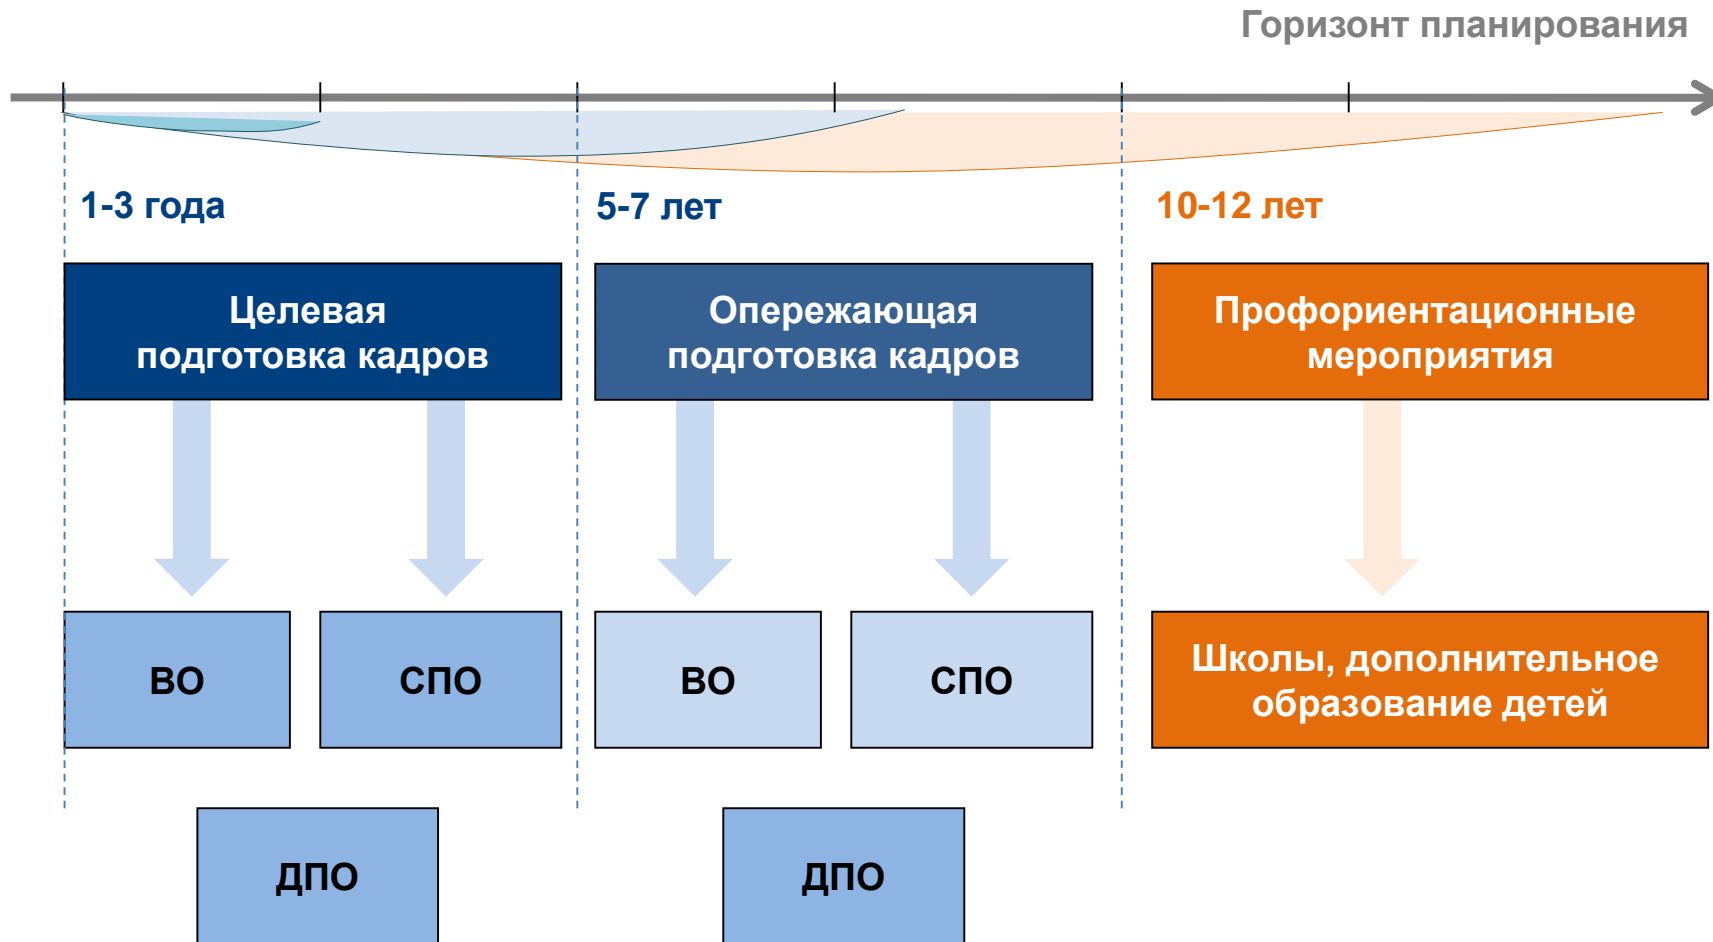 Горизонт планирования
1-3 года
5-7 лет
10-12 лет
Целевая
подготовка кадров
Опережающая
подготовка кадров
Профориентационные
мероприятия
ВО
СПО
ВО
СПО
Школы, дополнительное
образование детей
ДПО
ДПО